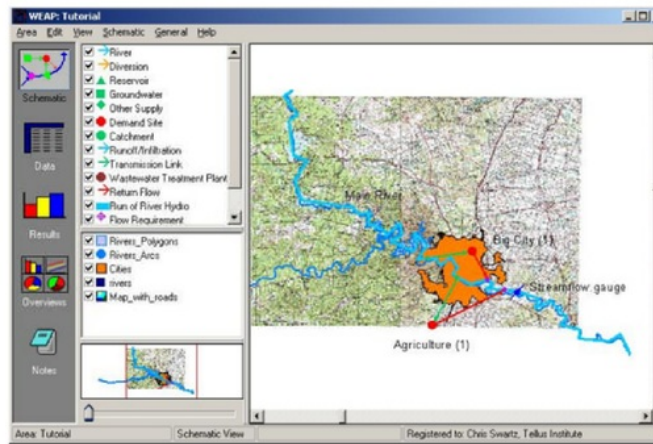 WEAP: Tutorial
Area Edit View Schematic General Help
Schematic
Data
Results
Overviews
Notes
River
Diversion
Reservoir
Groundwater
Other Supply
Demand Site
Catchment
Runoff/Infiltration
Transmission Link
Wastewater Treatment Plant
Return Flow
Run of River Hydro
Flow Requirement
Rivers_Polygons
Rivers_Arcs
Cities
rivers
Map_with_roads
Main River
Big City (1)
Streamflow gauge
Agriculture (1)
Area: Tutorial
Schematic View
Registered to: Chris Swartz, Tellus Institute